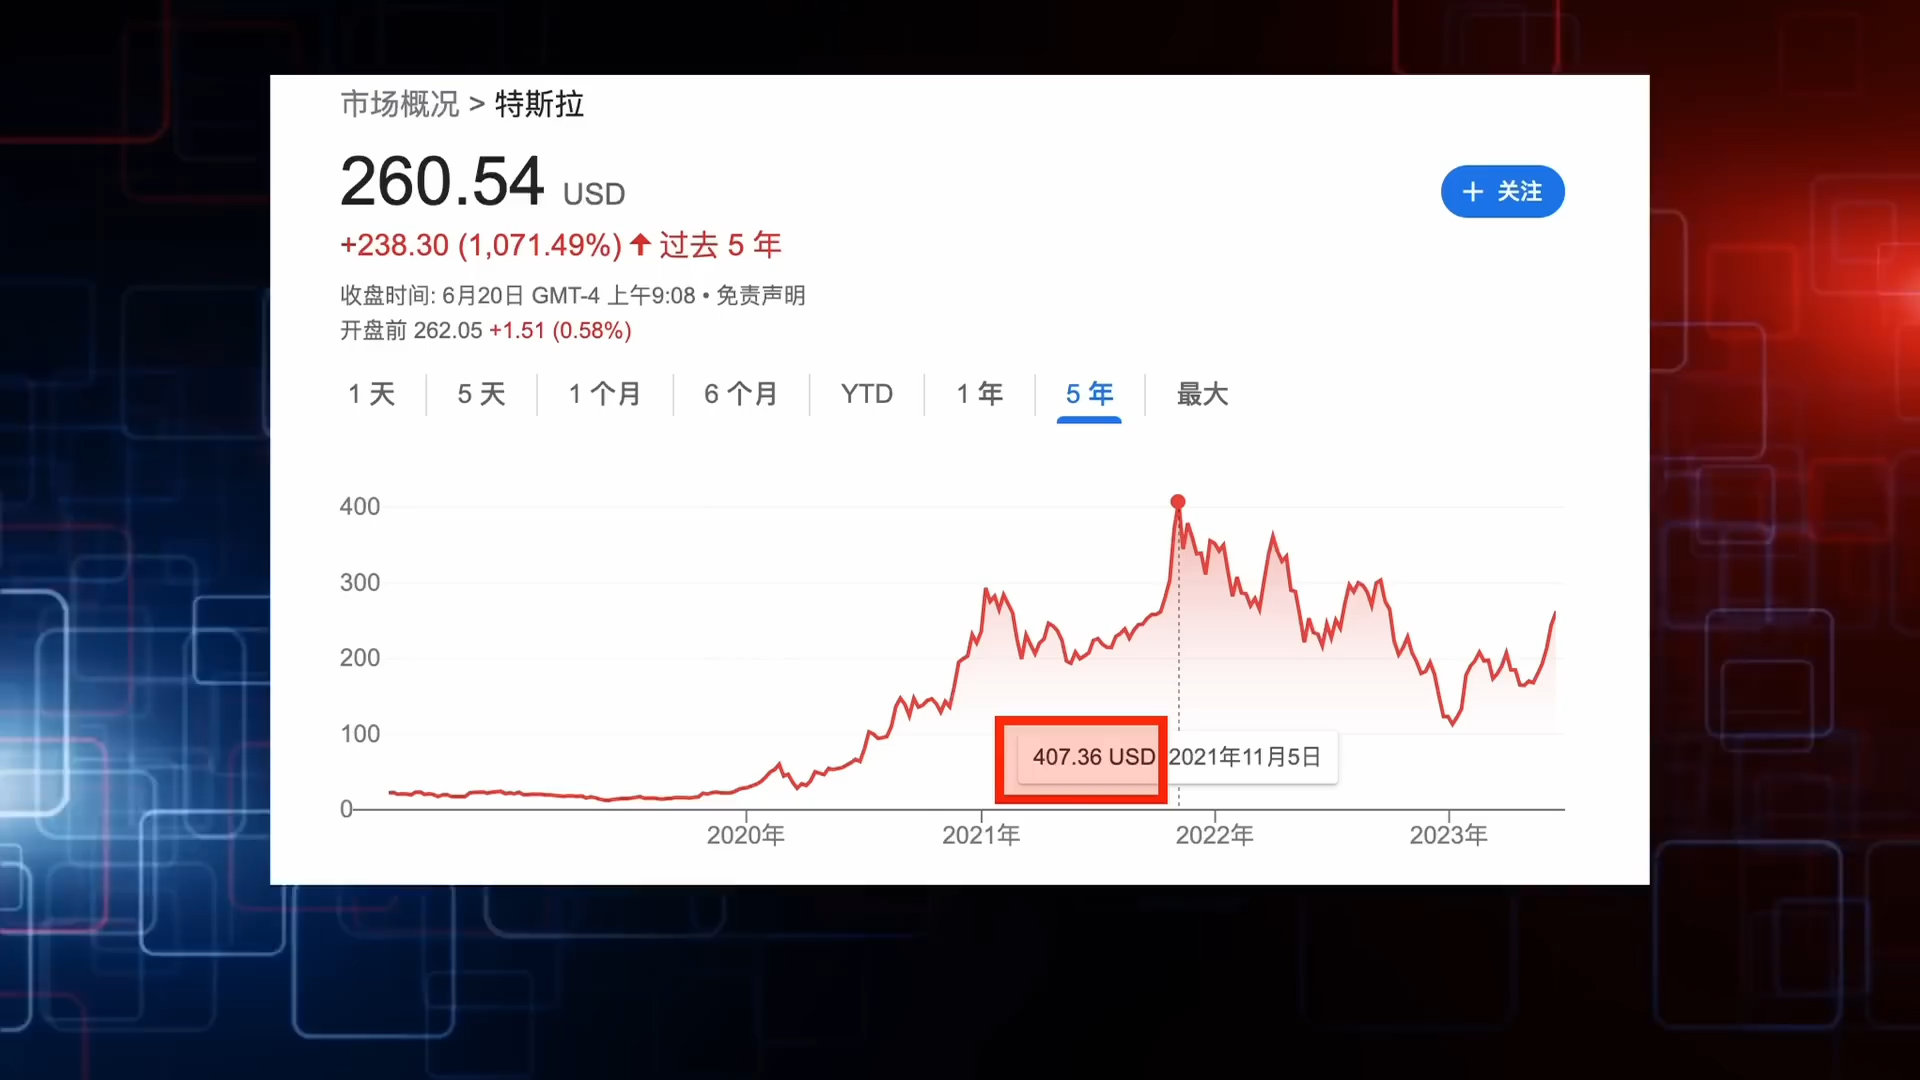 市场概况 > 特斯拉
260.54 USD
+ 关注
+238.30 (1,071.49%) ↑ 过去 5 年
收盘时间: 6月20日 GMT-4 上午9:08 • 免责声明
开盘前 262.05 +1.51 (0.58%)
1 天 5 天 1 个月 6 个月 YTD 1 年 5 年 最大
400
300
200
100
0
407.36 USD 2021年11月5日
2020年 2021年 2022年 2023年